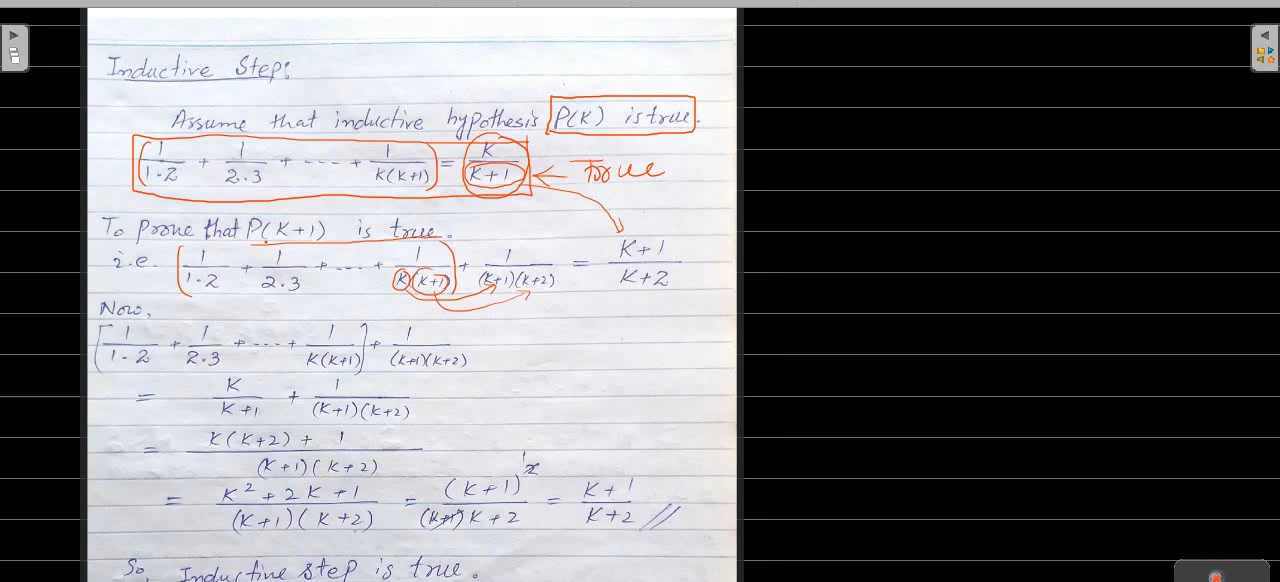 Inductive Step:
Assume that inductive hypothesis P(K) is true.
1/(1·2) + 1/(2·3) + ---- + 1/(K(K+1)) = K/(K+1) ← True
To prove that P(K+1) is true.
i.e. (1/(1·2) + 1/(2·3) + ---- + 1/(K(K+1))) + 1/((K+1)(K+2)) = (K+1)/(K+2)
Now,
[1/(1·2) + 1/(2·3) + ---- + 1/(K(K+1))] + 1/((K+1)(K+2))
= K/(K+1) + 1/((K+1)(K+2))
= (K(K+2) + 1)/((K+1)(K+2))
= (K² + 2K + 1)/((K+1)(K+2)) = (K+1)²/((K+1)K+2) = (K+1)/(K+2) //
So, Inductive step is true.